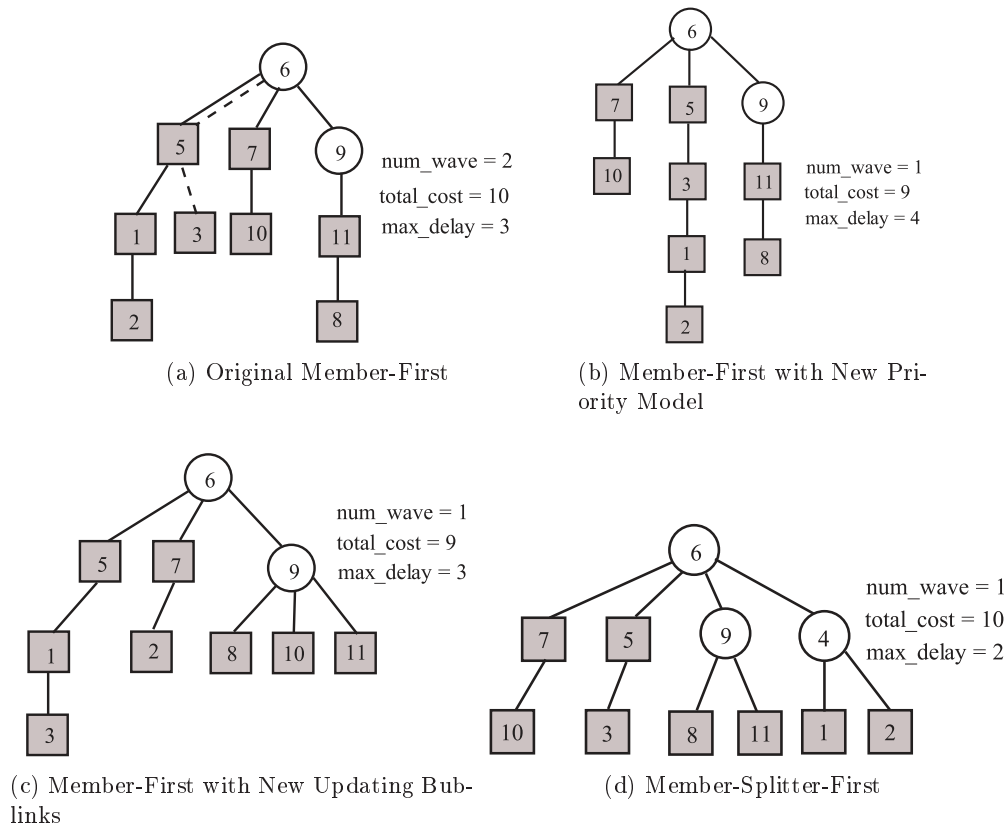 6
5
7
9
num_wave = 2
total_cost = 10
max_delay = 3
1
3
10
11
2
8
(a) Original Member-First
6
7
5
9
num_wave = 1
total_cost = 9
max_delay = 4
10
3
11
1
8
2
(b) Member-First with New Pri-
ority Model
6
num_wave = 1
total_cost = 9
max_delay = 3
5
7
9
1
2
8
10
11
3
(c) Member-First with New Updating Bub-
links
6
num_wave = 1
total_cost = 10
max_delay = 2
7
5
9
4
10
3
8
11
1
2
(d) Member-Splitter-First